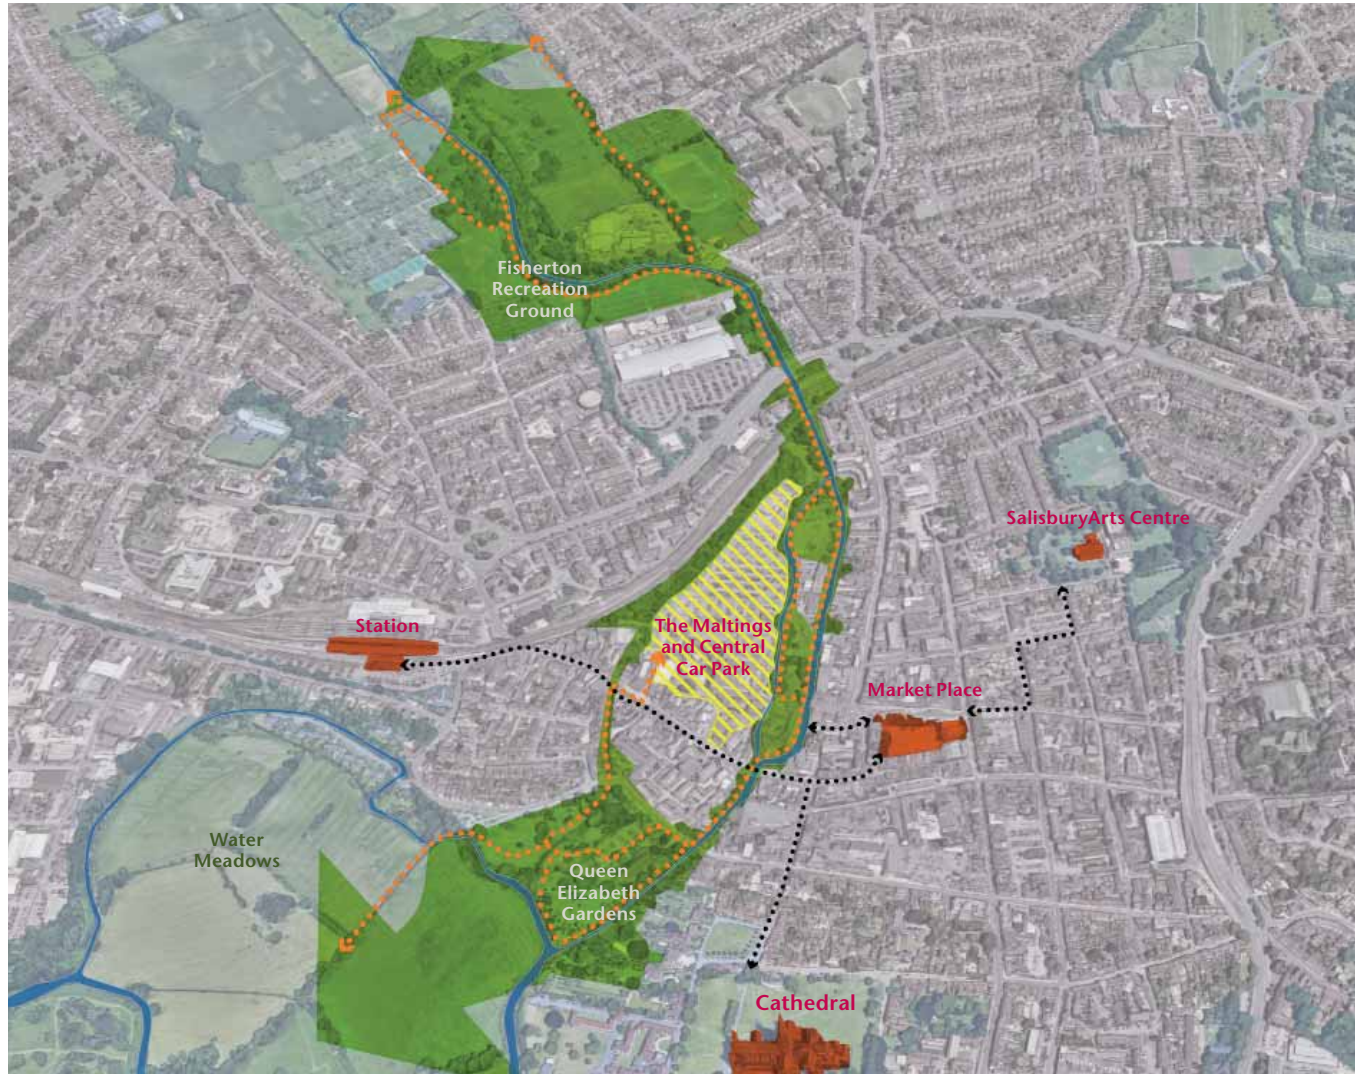 Fisherton
Recreation
Ground
SalisburyArts Centre
Station
The Maltings
and Central
Car Park
Market Place
Water
Meadows
Queen
Elizabeth
Gardens
Cathedral